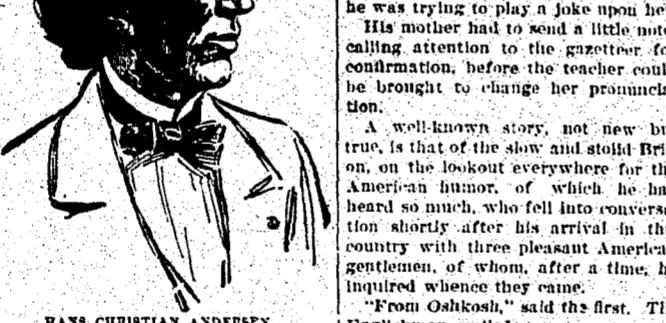 HANS CHRISTIAN ANDERSEN
he was trying to play a joke upon he
His mother had to send a little note
calling attention to the gazetteer fo
confirmation, before the teacher coul
be brought to change her pronuncia
tion.
A well-known story, not new bu
true, is that of the slow and stolid Brit
on, on the lookout everywhere for th
American humor, of which he ha
heard so much, who fell into conversa
tion shortly after his arrival in th
country with three pleasant America
gentlemen, of whom, after a time, h
inquired whence they came.
"From Oshkosh," said the first. Th